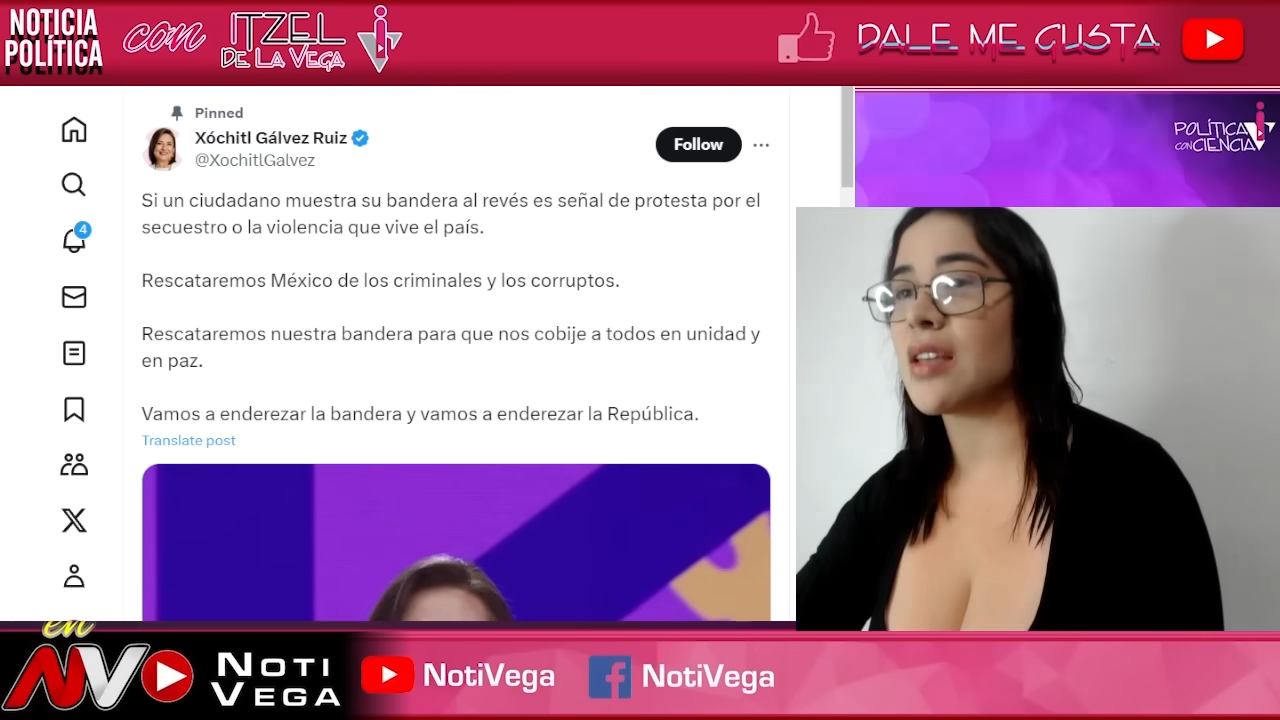 NOTICIA
POLÍTICA
con
ITZEL
DE LA VEGA
DALE ME GUSTA
Pinned
Xóchitl Gálvez Ruiz
@XochitlGalvez
Follow
4
Si un ciudadano muestra su bandera al revés es señal de protesta por el
secuestro o la violencia que vive el país.
Rescataremos México de los criminales y los corruptos.
Rescataremos nuestra bandera para que nos cobije a todos en unidad y
en paz.
Vamos a enderezar la bandera y vamos a enderezar la República.
Translate post
POLÍTICA
CON CIENCIA
en
NV
NOTI
VEGA
NotiVega
NotiVega